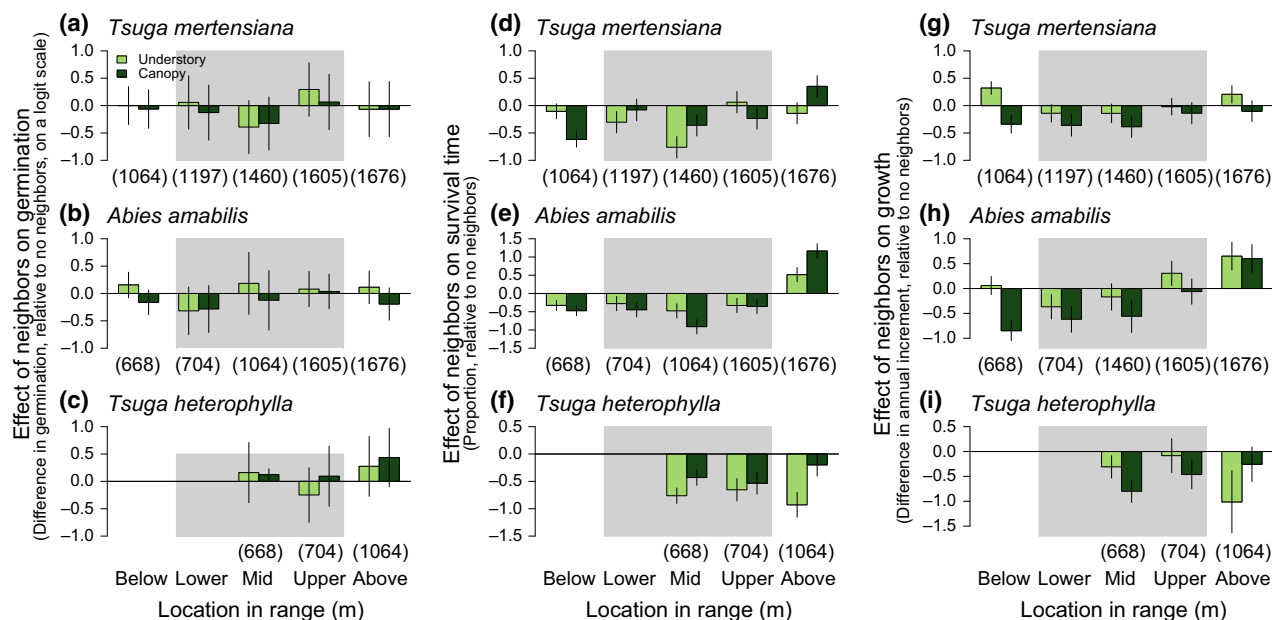 (a) Tsuga mertensiana
Understory
Canopy
1.0
0.5
0.0
−0.5
−1.0
(1064) (1197) (1460) (1605) (1676)
(b) Abies amabilis
1.0
0.5
0.0
−0.5
−1.0
(668) (704) (1064) (1605) (1676)
(c) Tsuga heterophylla
1.0
0.5
0.0
−0.5
−1.0
(668) (704) (1064)
Below Lower Mid Upper Above
Location in range (m)
Effect of neighbors on germination
(Difference in germination, relative to no neighbors, on a logit scale)
(d) Tsuga mertensiana
1.0
0.5
0.0
−0.5
−1.0
(1064) (1197) (1460) (1605) (1676)
(e) Abies amabilis
1.5
1.0
0.5
0.0
−0.5
−1.0
−1.5
(668) (704) (1064) (1605) (1676)
(f) Tsuga heterophylla
0.5
0.0
−0.5
−1.0
−1.5
(668) (704) (1064)
Below Lower Mid Upper Above
Location in range (m)
Effect of neighbors on survival time
(Proportion, relative to no neighbors)
(g) Tsuga mertensiana
1.0
0.5
0.0
−0.5
−1.0
(1064) (1197) (1460) (1605) (1676)
(h) Abies amabilis
1.0
0.5
0.0
−0.5
−1.0
(668) (704) (1460) (1605) (1676)
(i) Tsuga heterophylla
0.5
0.0
−0.5
−1.0
−1.5
(668) (704) (1064)
Below Lower Mid Upper Above
Location in range (m)
Effect of neighbors on growth
(Difference in annual increment, relative to no neighbors)